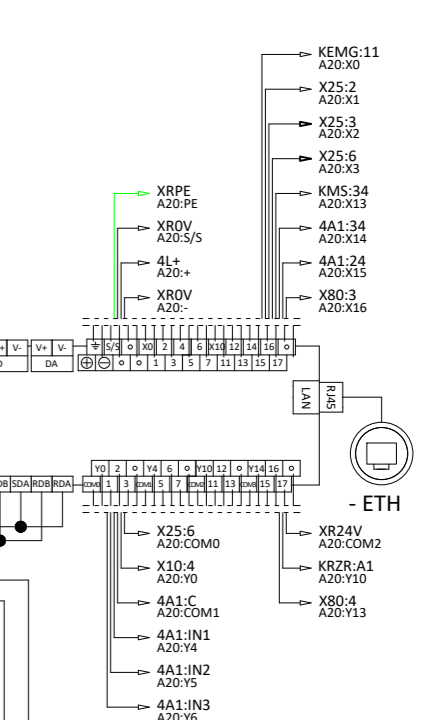 KEMG:11
A20:X0
X25:2
A20:X1
X25:3
A20:X2
X25:6
A20:X3
XRPE
A20:PE
KMS:34
A20:X13
XR0V
A20:S/S
4A1:34
A20:X14
4L+
A20:+
4A1:24
A20:X15
XR0V
A20:-
X80:3
A20:X16
+ V- V+ V- S/S X0 2 4 6 X10 12 14 16
DA 1 3 5 7 11 13 15 17
LAN
RJ45
- ETH
Y0 2 Y4 6 Y10 12 Y14 16
DB SDA RDB RDA COM0 1 3 COM1 5 7 COM2 11 13 COM3 15 17
X25:6
A20:COM0
XR24V
A20:COM2
X10:4
A20:Y0
KRZR:A1
A20:Y10
4A1:C
A20:COM1
X80:4
A20:Y13
4A1:IN1
A20:Y4
4A1:IN2
A20:Y5
4A1:IN3
A20:Y6